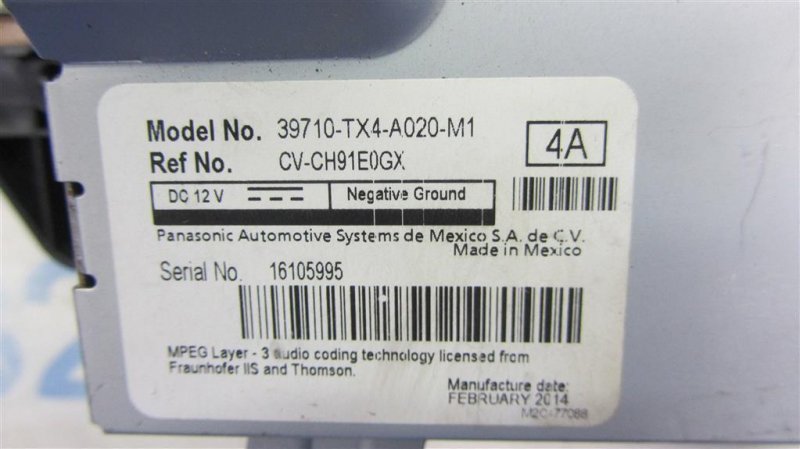 Model No. 39710-TX4-A020-M1
4A
Ref No. CV-CH91E0GX
DC 12 V
Negative Ground
Panasonic Automotive Systems de Mexico S.A. de C.V.
Made in Mexico
Serial No. 16105995
MPEG Layer - 3 audio coding technology licensed from
Fraunhofer IIS and Thomson.
Manufacture date:
FEBRUARY 2014
M2C-77088